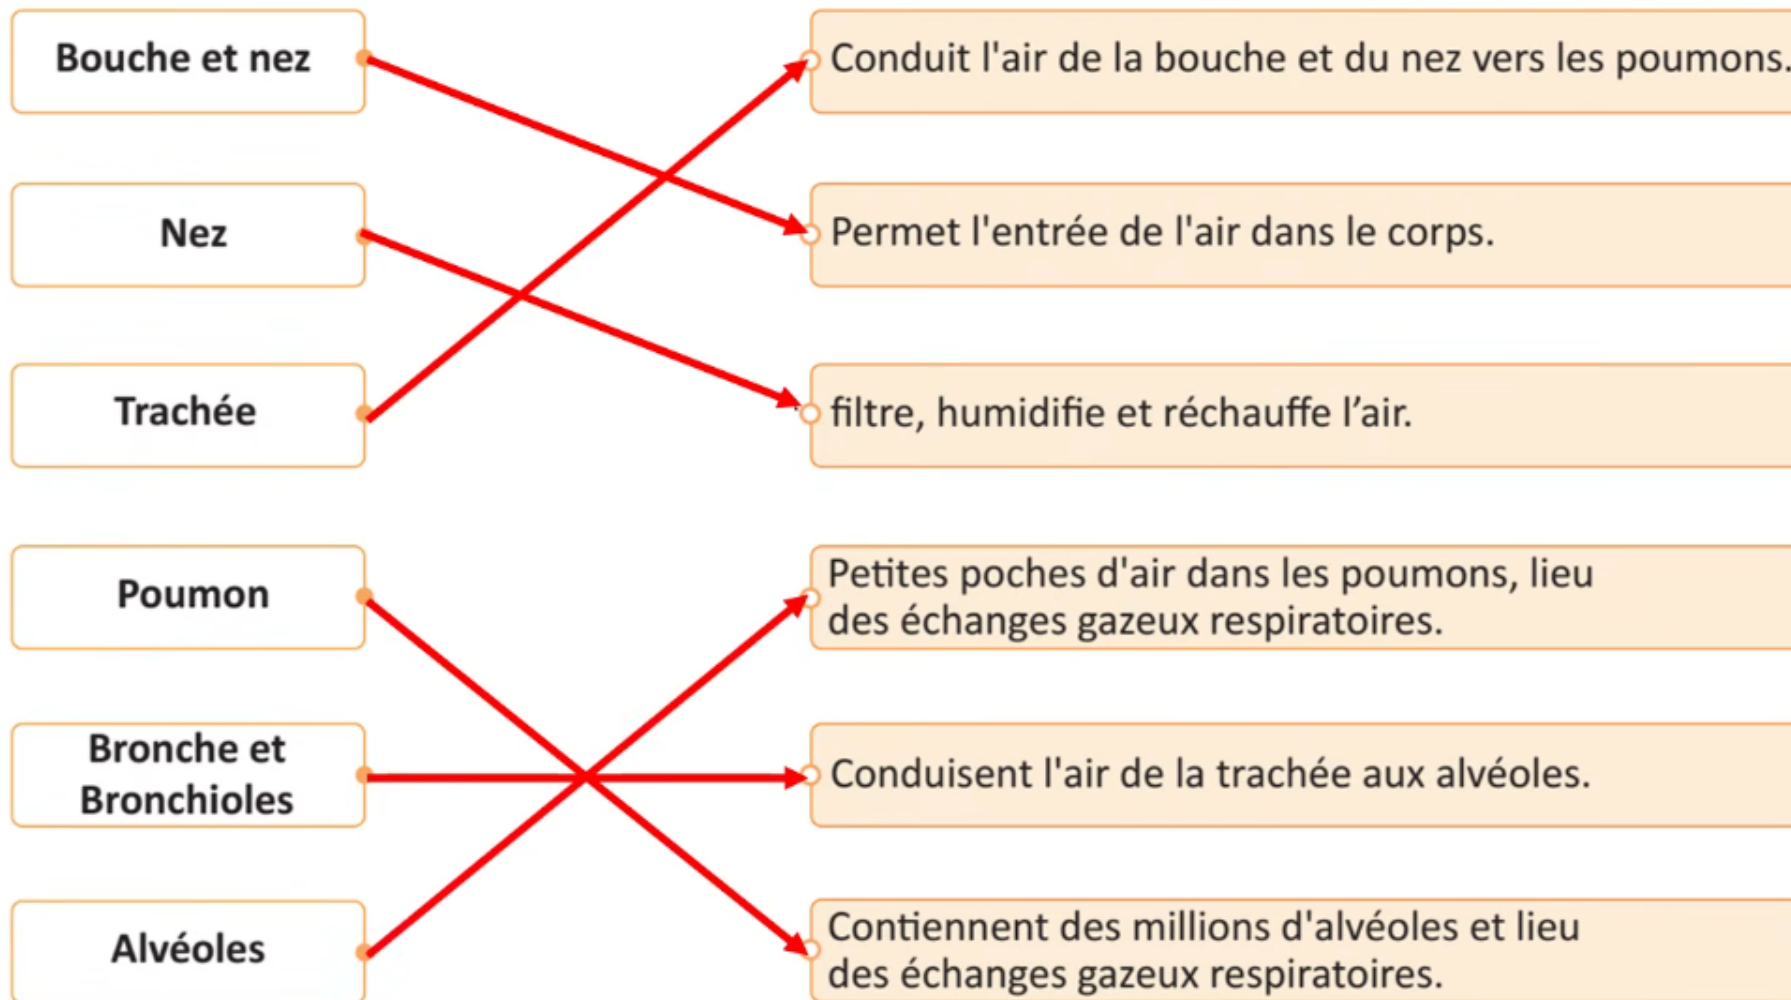 Bouche et nez
Conduit l'air de la bouche et du nez vers les poumons.
Nez
Permet l'entrée de l'air dans le corps.
Trachée
filtre, humidifie et réchauffe l’air.
Poumon
Petites poches d'air dans les poumons, lieu
des échanges gazeux respiratoires.
Bronche et
Bronchioles
Conduisent l'air de la trachée aux alvéoles.
Alvéoles
Contiennent des millions d'alvéoles et lieu
des échanges gazeux respiratoires.